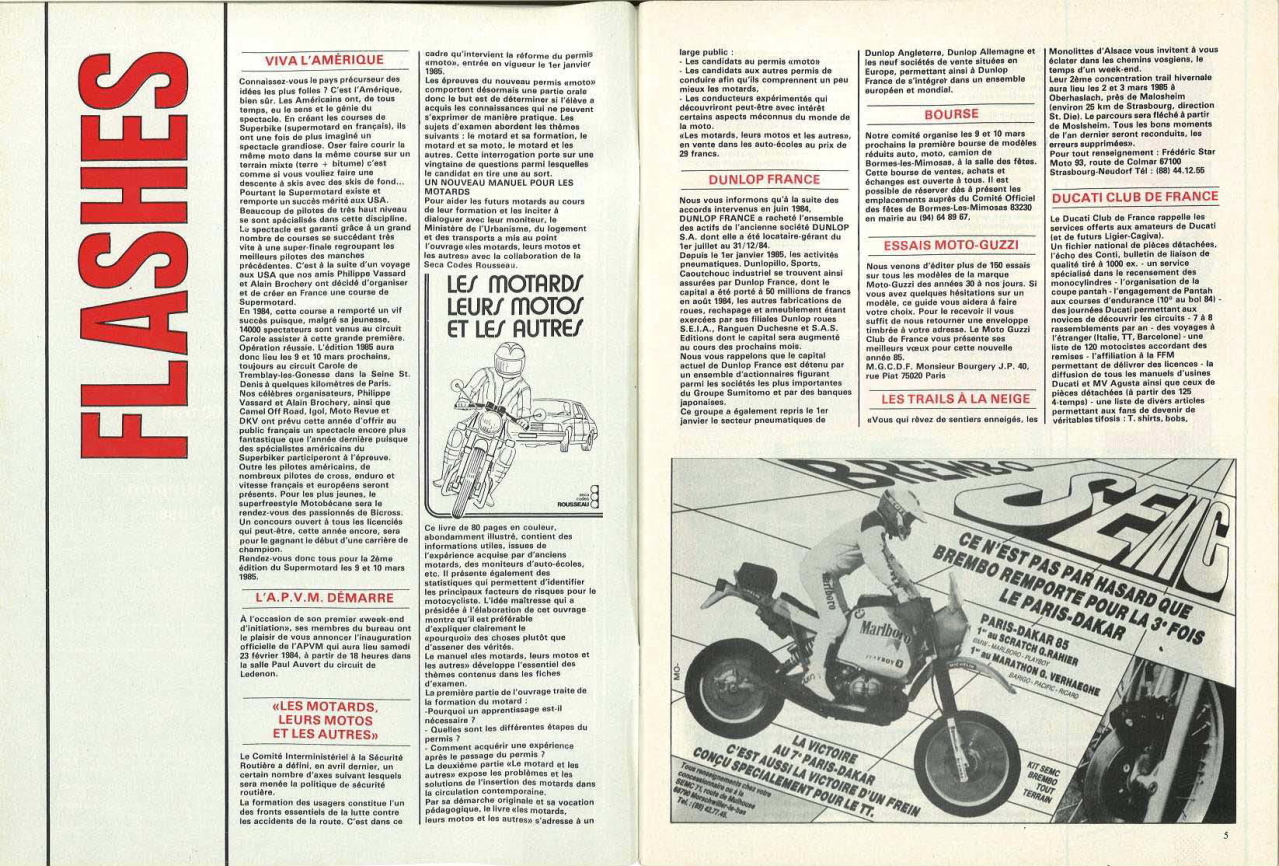 FLASHES
VIVA L'AMÉRIQUE
Connaissez-vous le pays précurseur des
idées les plus folles ? C'est l'Amérique,
bien sûr. Les Américains ont, de tous
temps, eu le sens et le génie du
spectacle. En créant les courses de
Superbike (supermotard en français), ils
ont une fois de plus imaginé un
spectacle grandiose. Oser faire courir la
même moto dans la même course sur un
terrain mixte (terre + bitume) c'est
comme si vous vouliez faire une
descente à skis avec des skis de fond...
Pourtant le Supermotard existe et
remporte un succès mérité aux USA.
Beaucoup de pilotes de très haut niveau
se sont spécialisés dans cette discipline.
Le spectacle est garanti grâce à un grand
nombre de courses se succédant très
vite à une super-finale regroupant les
meilleurs pilotes des manches
précédentes. C'est à la suite d'un voyage
aux USA que nos amis Philippe Vassard
et Alain Brochery ont décidé d'organiser
et de créer en France une course de
Supermotard.
En 1984, cette course a remporté un vif
succès puisque, malgré sa jeunesse,
14000 spectateurs sont venus au circuit
Carole assister à cette grande première.
Opération réussie. L'édition 1985 aura
donc lieu les 9 et 10 mars prochains,
toujours au circuit Carole de
Tremblay-les-Gonesse dans la Seine St.
Denis à quelques kilomètres de Paris.
Nos célèbres organisateurs, Philippe
Vassard et Alain Brochery, ainsi que
Camel Off Road, Igol, Moto Revue et
DKV ont prévu cette année d'offrir au
public français un spectacle encore plus
fantastique que l'année dernière puisque
des spécialistes américains du
Superbiker participeront à l'épreuve.
Outre les pilotes américains, de
nombreux pilotes de cross, enduro et
vitesse français et européens seront
présents. Pour les plus jeunes, le
superfreestyle Motobécane sera le
rendez-vous des passionnés de Bicross.
Un concours ouvert à tous les licenciés
qui peut-être, cette année encore, sera
pour le gagnant le début d'une carrière de
champion.
Rendez-vous donc tous pour la 2ème
édition du Supermotard les 9 et 10 mars
1985.
L'A.P.V.M. DÉMARRE
À l'occasion de son premier «week-end
d'initiation», ses membres du bureau ont
le plaisir de vous annoncer l'inauguration
officielle de l'APVM qui aura lieu samedi
23 février 1984, à partir de 18 heures dans
la salle Paul Auvert du circuit de
Ledenon.
«LES MOTARDS,
LEURS MOTOS
ET LES AUTRES»
Le Comité Interministériel à la Sécurité
Routière a défini, en avril dernier, un
certain nombre d'axes suivant lesquels
sera menée la politique de sécurité
routière.
La formation des usagers constitue l'un
des fronts essentiels de la lutte contre
les accidents de la route. C'est dans ce
cadre qu'intervient la réforme du permis
«moto», entrée en vigueur le 1er janvier
1985.
Les épreuves du nouveau permis «moto»
comportent désormais une partie orale
donc le but est de déterminer si l'élève a
acquis les connaissances qui ne peuvent
s'exprimer de manière pratique. Les
sujets d'examen abordent les thèmes
suivants : le motard et sa formation, le
motard et sa moto, le motard et les
autres. Cette interrogation porte sur une
vingtaine de questions parmi lesquelles
le candidat en tire une au sort.
UN NOUVEAU MANUEL POUR LES
MOTARDS
Pour aider les futurs motards au cours
de leur formation et les inciter à
dialoguer avec leur moniteur, le
Ministère de l'Urbanisme, du logement
et des transports a mis au point
l'ouvrage «les motards, leurs motos et
les autres» avec la collaboration de la
Seca Codes Rousseau.
LES MOTARDS
LEURS MOTOS
ET LES AUTRES
seca
codes
ROUSSEAU
Ce livre de 80 pages en couleur,
abondamment illustré, contient des
informations utiles, issues de
l'expérience acquise par d'anciens
motards, des moniteurs d'auto-écoles,
etc. Il présente également des
statistiques qui permettent d'identifier
les principaux facteurs de risques pour le
motocycliste. L'idée maîtresse qui a
présidée à l'élaboration de cet ouvrage
montre qu'il est préférable
d'expliquer clairement le
«pourquoi» des choses plutôt que
d'assener des vérités.
Le manuel «les motards, leurs motos et
les autres» développe l'essentiel des
thèmes contenus dans les fiches
d'examen.
La première partie de l'ouvrage traite de
la formation du motard :
-Pourquoi un apprentissage est-il
nécessaire ?
- Quelles sont les différentes étapes du
permis ?
- Comment acquérir une expérience
après le passage du permis ?
La deuxième partie «Le motard et les
autres» expose les problèmes et les
solutions de l'insertion des motards dans
la circulation contemporaine.
Par sa démarche originale et sa vocation
pédagogique, le livre «les motards,
leurs motos et les autres» s'adresse à un
large public :
- Les candidats au permis «moto»
- Les candidats aux autres permis de
conduire afin qu'ils comprennent un peu
mieux les motards.
- Les conducteurs expérimentés qui
découvriront peut-être avec intérêt
certains aspects méconnus du monde de
la moto.
«Les motards, leurs motos et les autres»,
en vente dans les auto-écoles au prix de
29 francs.
DUNLOP FRANCE
Nous vous informons qu'à la suite des
accords intervenus en juin 1984,
DUNLOP FRANCE a racheté l'ensemble
des actifs de l'ancienne société DUNLOP
S.A. dont elle a été locataire-gérant du
1er juillet au 31/12/84.
Depuis le 1er janvier 1985, les activités
pneumatiques. Dunlopillo, Sports,
Caoutchouc industriel se trouvent ainsi
assurées par Dunlop France, dont le
capital a été porté à 50 millions de francs
en août 1984, les autres fabrications de
roues, rechapage et ameublement étant
exercées par ses filiales Dunlop roues
S.E.I.A., Ranguen Duchesne et S.A.S.
Editions dont le capital sera augmenté
au cours des prochains mois.
Nous vous rappelons que le capital
actuel de Dunlop France est détenu par
un ensemble d'actionnaires figurant
parmi les sociétés les plus importantes
du Groupe Sumitomo et par des banques
japonaises.
Ce groupe a également repris le 1er
janvier le secteur pneumatiques de
Dunlop Angleterre, Dunlop Allemagne et
les neuf sociétés de vente situées en
Europe, permettant ainsi à Dunlop
France de s'intégrer dans un ensemble
européen et mondial.
BOURSE
Notre comité organise les 9 et 10 mars
prochains la première bourse de modèles
réduits auto, moto, camion de
Bormes-les-Mimosas, à la salle des fêtes.
Cette bourse de ventes, achats et
échanges est ouverte à tous. Il est
possible de réserver dès à présent les
emplacements auprès du Comité Officiel
des fêtes de Bormes-Les-Mimosas 83230
en mairie au (94) 64 89 67.
ESSAIS MOTO-GUZZI
Nous venons d'éditer plus de 150 essais
sur tous les modèles de la marque
Moto-Guzzi des années 30 à nos jours. Si
vous avez quelques hésitations sur un
modèle, ce guide vous aidera à faire
votre choix. Pour le recevoir il vous
suffit de nous retourner une enveloppe
timbrée à votre adresse. Le Moto Guzzi
Club de France vous présente ses
meilleurs vœux pour cette nouvelle
année 85.
M.G.C.D.F. Monsieur Bourgery J.P. 40,
rue Piat 75020 Paris
LES TRAILS À LA NEIGE
«Vous qui rêvez de sentiers enneigés, les
Monolittes d'Alsace vous invitent à vous
éclater dans les chemins vosgiens, le
temps d'un week-end.
Leur 2ème concentration trail hivernale
aura lieu les 2 et 3 mars 1985 à
Oberhaslach, près de Malosheim
(environ 25 km de Strasbourg, direction
St. Die). Le parcours sera fléché à partir
de Moslsheim. Tous les bons moments
de l'an dernier seront reconduits, les
erreurs supprimées».
Pour tout renseignement : Frédéric Star
Moto 93, route de Colmar 67100
Strasbourg-Neudorf Tél : (88) 44.12.55
DUCATI CLUB DE FRANCE
Le Ducati Club de France rappelle les
services offerts aux amateurs de Ducati
(et de futurs Ligier-Cagiva).
Un fichier national de pièces détachées,
l'écho des Conti, bulletin de liaison de
qualité tiré à 1000 ex. - un service
spécialisé dans le recensement des
monocylindres - l'organisation de la
coupe pantah - l'engagement de Pantah
aux courses d'endurance (10° au bol 84) -
des journées Ducati permettant aux
novices de découvrir les circuits - 7 à 8
rassemblements par an - des voyages à
l'étranger (Italie, TT, Barcelone) - une
liste de 120 motocistes accordant des
remises - l'affiliation à la FFM
permettant de délivrer des licences - la
diffusion de tous les manuels d'usines
Ducati et MV Agusta ainsi que ceux de
pièces détachées (à partir des 125
4-temps) - une liste de divers articles
permettant aux fans de devenir de
véritables tifosis : T. shirts, bobs,
BREMBO
SEMC
CE N'EST PAS PAR HASARD QUE
BREMBO REMPORTE POUR LA 3e FOIS
LE PARIS-DAKAR
PARIS-DAKAR 85
1er au SCRATCH G.RAHIER
BMW - MARLBORO - PLAYBOY
1er au MARATHON G. VERHAEGHE
BARIGO - PACIFIC - RICARD
Marlboro
Marlboro
PLAYBOY
MICHELIN
MO-
LA VICTOIRE
AU 7e PARIS-DAKAR
C'EST AUSSI LA VICTOIRE D'UN FREIN
CONÇU SPECIALEMENT POUR LE TT.
Tous renseignements chez votre
concessionnaire ou à la
SEMC 71, route de Mulhouse
68790 Morschwiller-le-bas
Tel. : (89) 42.77.45.
KIT SEMC
BREMBO
TOUT
TERRAIN
5